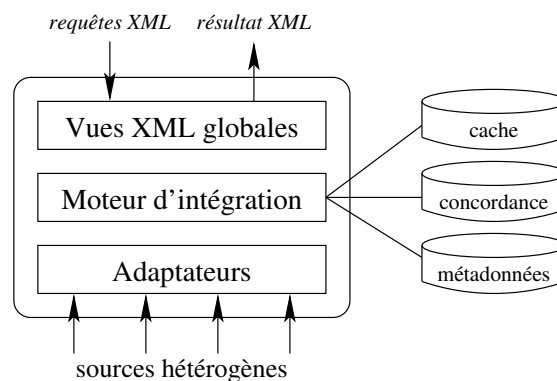 requêtes XML
résultat XML
Vues XML globales
cache
Moteur d'intégration
concordance
Adaptateurs
métadonnées
sources hétérogènes